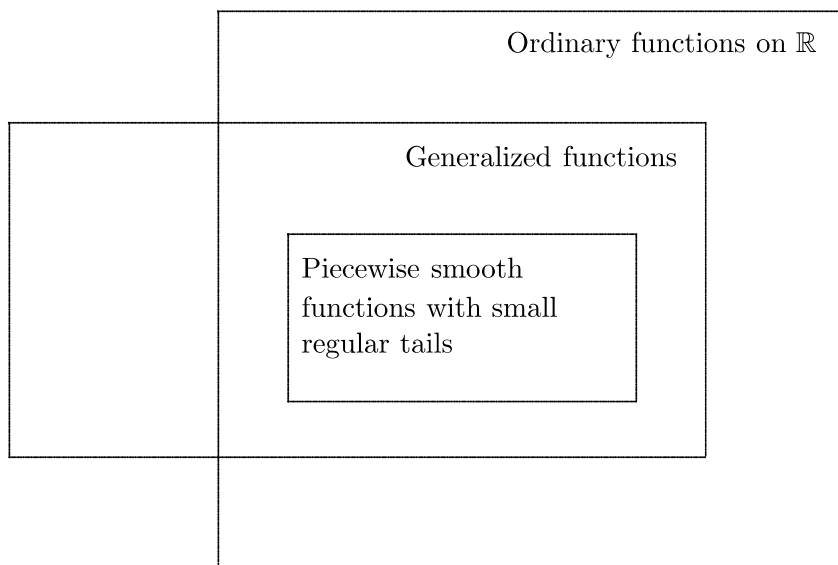 Ordinary functions on ℝ
Generalized functions
Piecewise smooth
functions with small
regular tails